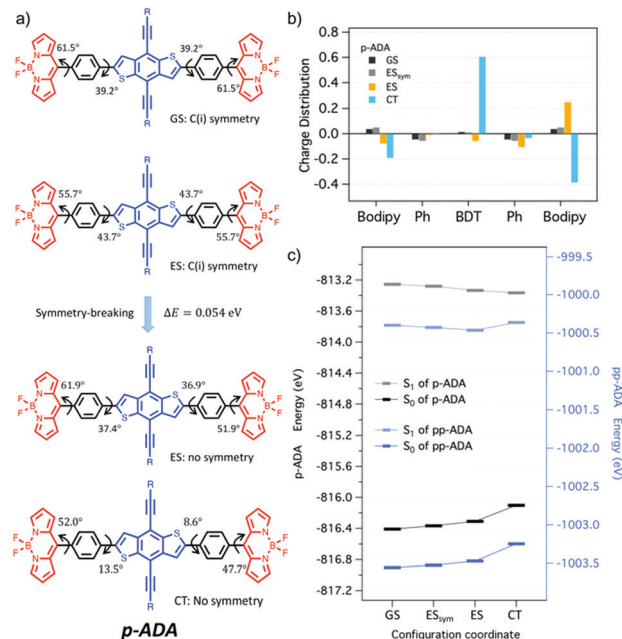 a)
R
61.5°
39.2°
F
F
B
N
N
S
S
N
N
B
F
F
39.2°
61.5°
R
GS: C(i) symmetry
R
55.7°
43.7°
F
F
B
N
N
S
S
N
N
B
F
F
43.7°
55.7°
R
ES: C(i) symmetry
Symmetry-breaking
ΔE = 0.054 eV
R
61.9°
36.9°
F
F
B
N
N
S
S
N
N
B
F
F
37.4°
51.9°
R
ES: no symmetry
R
52.0°
8.6°
F
F
B
N
N
S
S
N
N
B
F
F
13.5°
47.7°
R
CT: No symmetry
p-ADA
b)
Charge Distribution
0.8
0.6
0.4
0.2
0.0
-0.2
-0.4
p-ADA
GS
ESsym
ES
CT
Bodipy Ph BDT Ph Bodipy
c)
p-ADA Energy (eV)
-813.2
-813.6
-814.0
-814.4
-814.8
-815.2
-815.6
-816.0
-816.4
-816.8
-817.2
S1 of p-ADA
S0 of p-ADA
S1 of pp-ADA
S0 of pp-ADA
-999.5
-1000.0
-1000.5
-1001.0
-1001.5
-1002.0
-1002.5
-1003.0
-1003.5
pp-ADA Energy (eV)
GS ESsym ES CT
Configuration coordinate